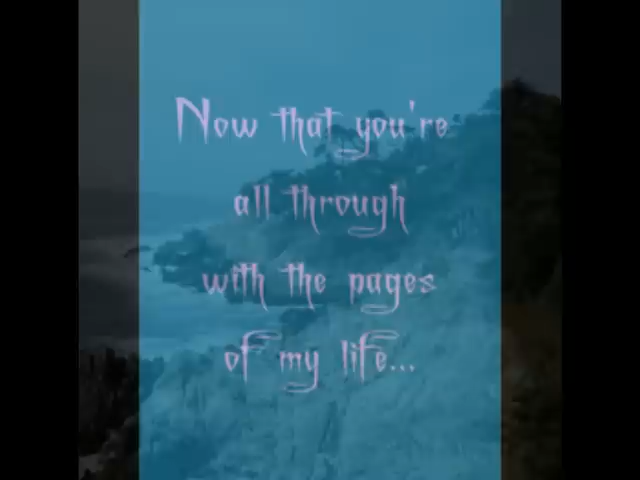 Now that you're
all through
with the pages
of my life...